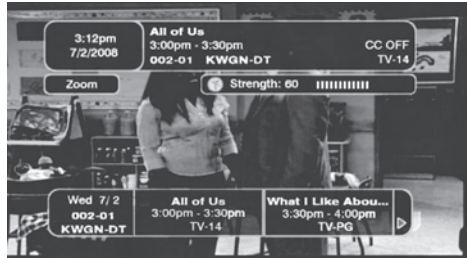 3:12pm
7/2/2008
All of Us
3:00pm - 3:30pm
CC OFF
002-01 KWGN-DT
TV-14
Zoom
Strength: 60
Wed 7/2
002-01
KWGN-DT
All of Us
3:00pm - 3:30pm
TV-14
What I Like Abou...
3:30pm - 4:00pm
TV-PG